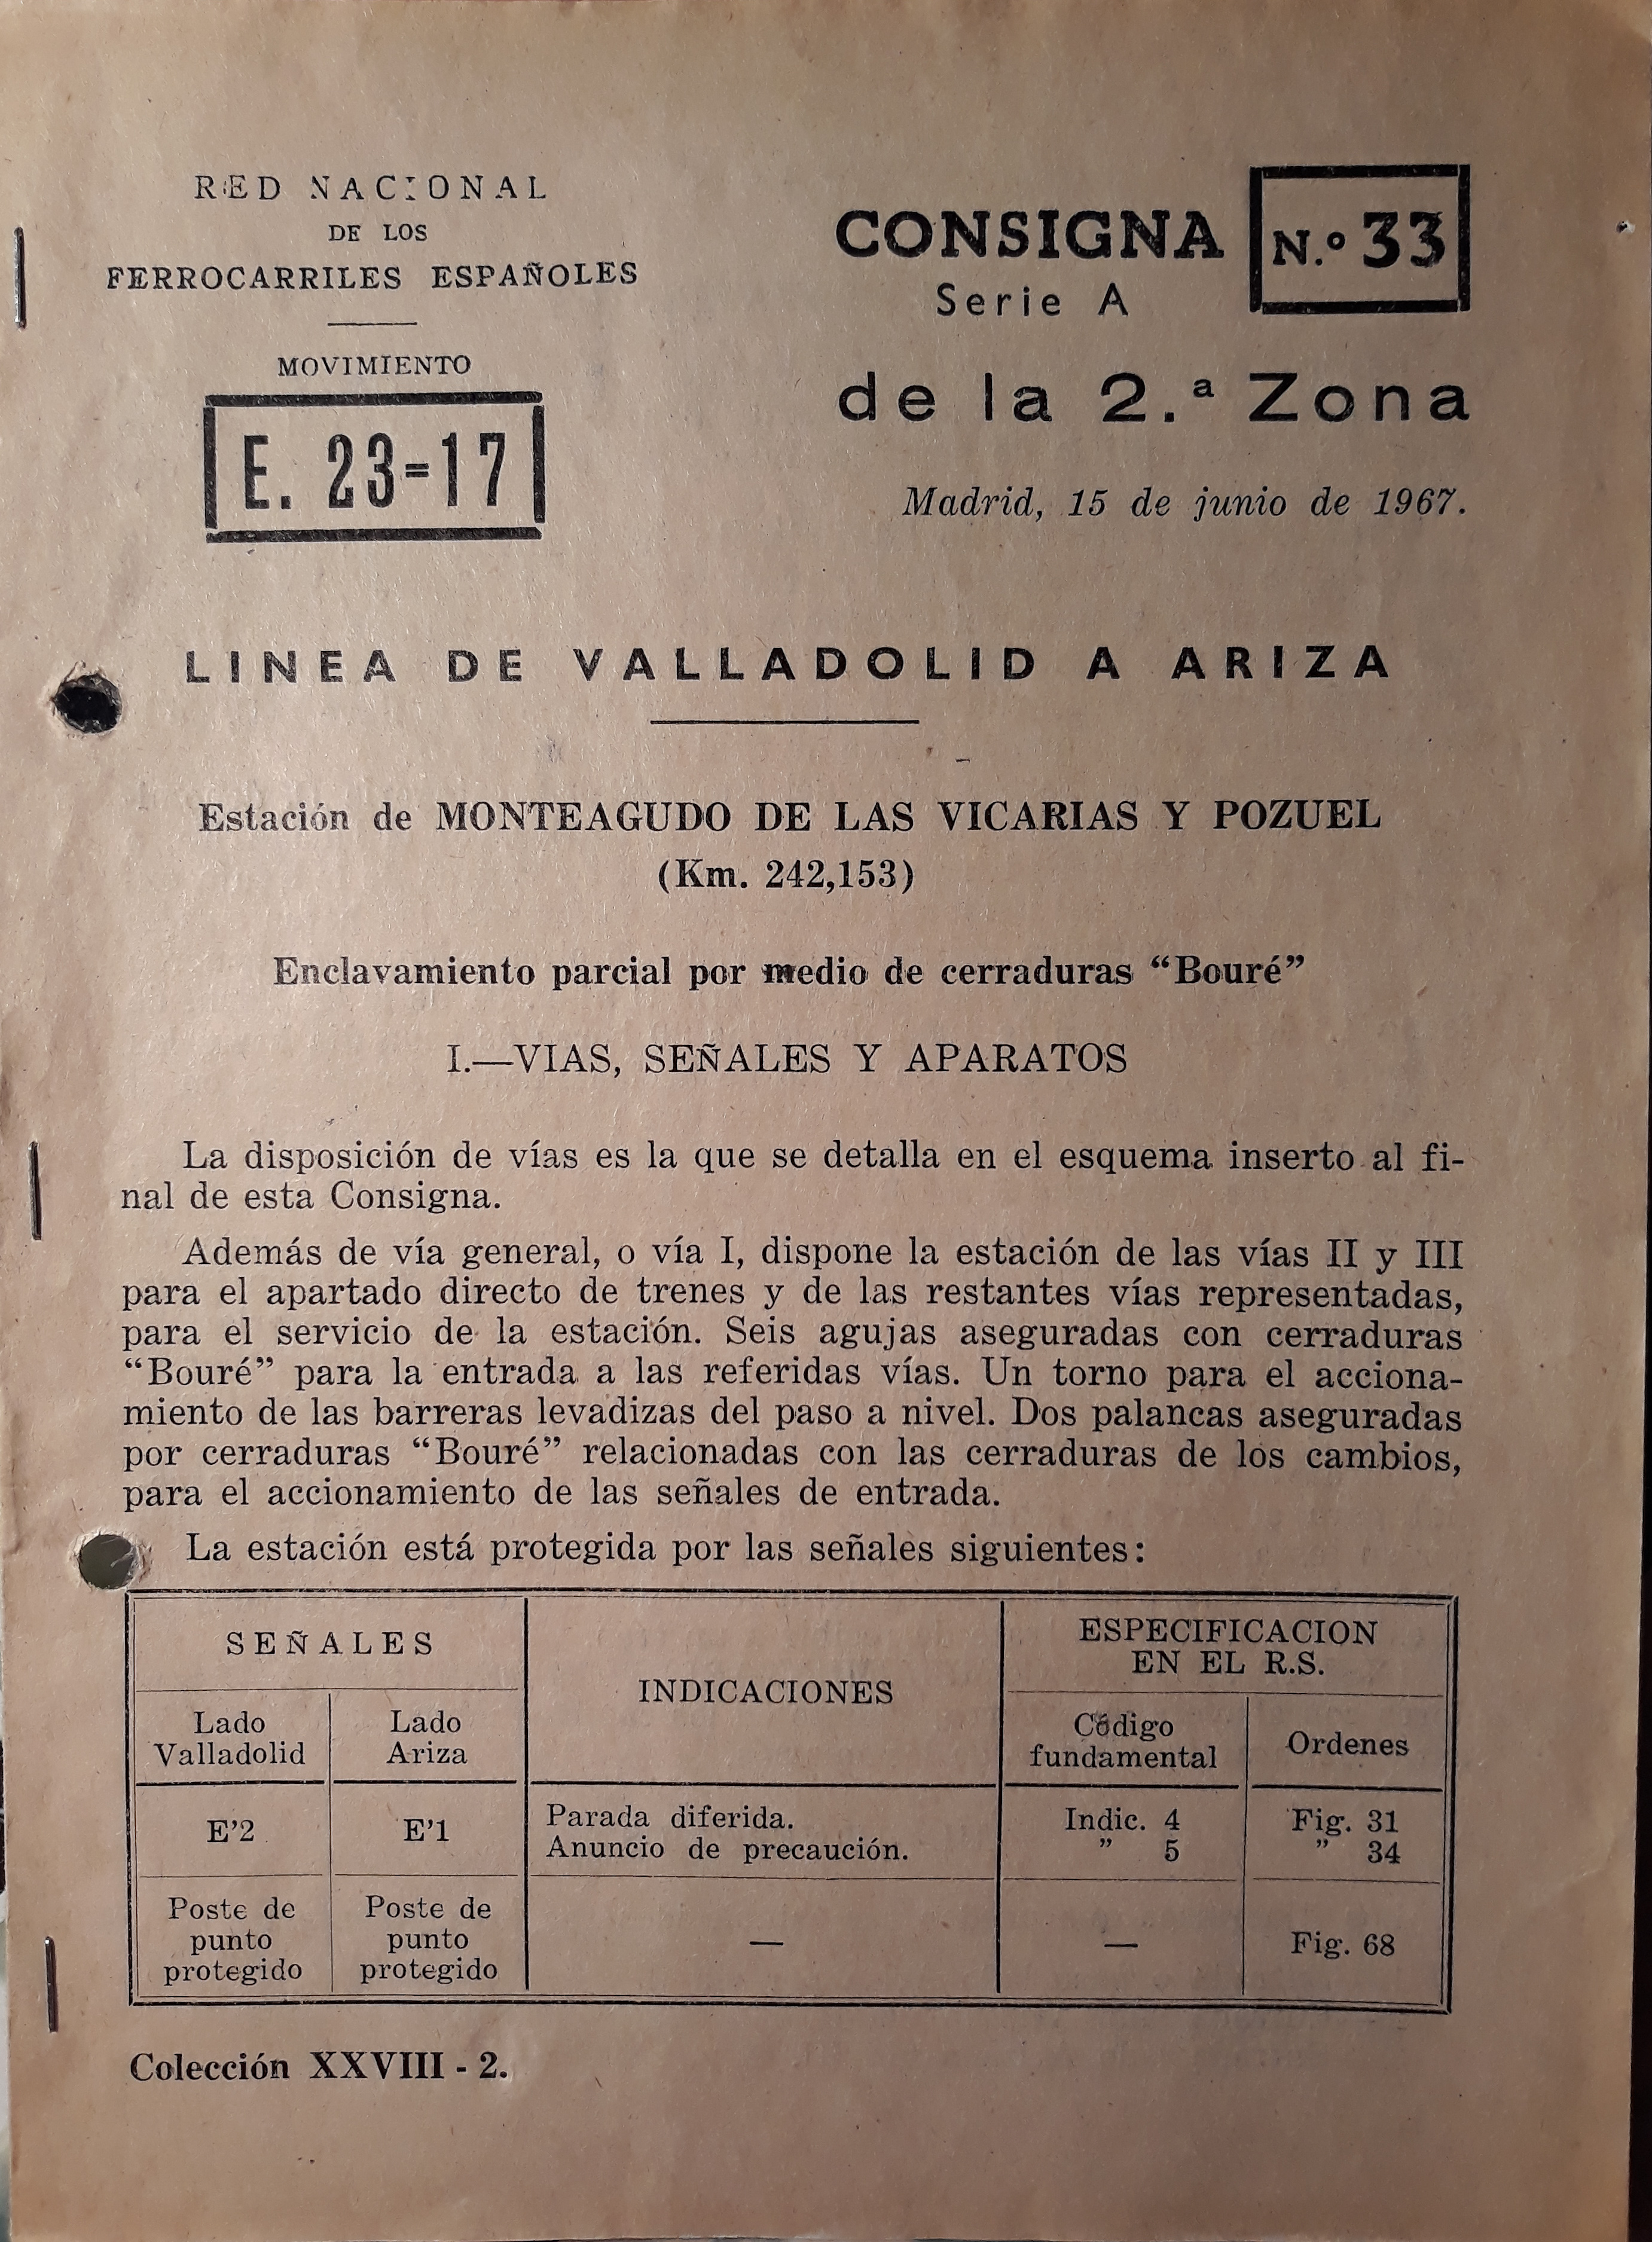 RED NACIONAL
DE LOS
FERROCARRILES ESPAÑOLES
MOVIMIENTO
E. 23=17
CONSIGNA N.º 33
Serie A
de la 2.ª Zona
Madrid, 15 de junio de 1967.
LINEA DE VALLADOLID A ARIZA
Estación de MONTEAGUDO DE LAS VICARIAS Y POZUEL
(Km. 242,153)
Enclavamiento parcial por medio de cerraduras “Bouré”
I.—VIAS, SEÑALES Y APARATOS
La disposición de vías es la que se detalla en el esquema inserto al fi-
nal de esta Consigna.
Además de vía general, o vía I, dispone la estación de las vías II y III
para el apartado directo de trenes y de las restantes vías representadas,
para el servicio de la estación. Seis agujas aseguradas con cerraduras
“Bouré” para la entrada a las referidas vías. Un torno para el acciona-
miento de las barreras levadizas del paso a nivel. Dos palancas aseguradas
por cerraduras “Bouré” relacionadas con las cerraduras de los cambios,
para el accionamiento de las señales de entrada.
La estación está protegida por las señales siguientes:
SEÑALES
INDICACIONES
ESPECIFICACION
EN EL R.S.
Lado
Valladolid
Lado
Ariza
Código
fundamental
Ordenes
E’2
E’1
Parada diferida.
Anuncio de precaución.
Indic. 4
” 5
Fig. 31
” 34
Poste de
punto
protegido
Poste de
punto
protegido
—
—
Fig. 68
Colección XXVIII - 2.